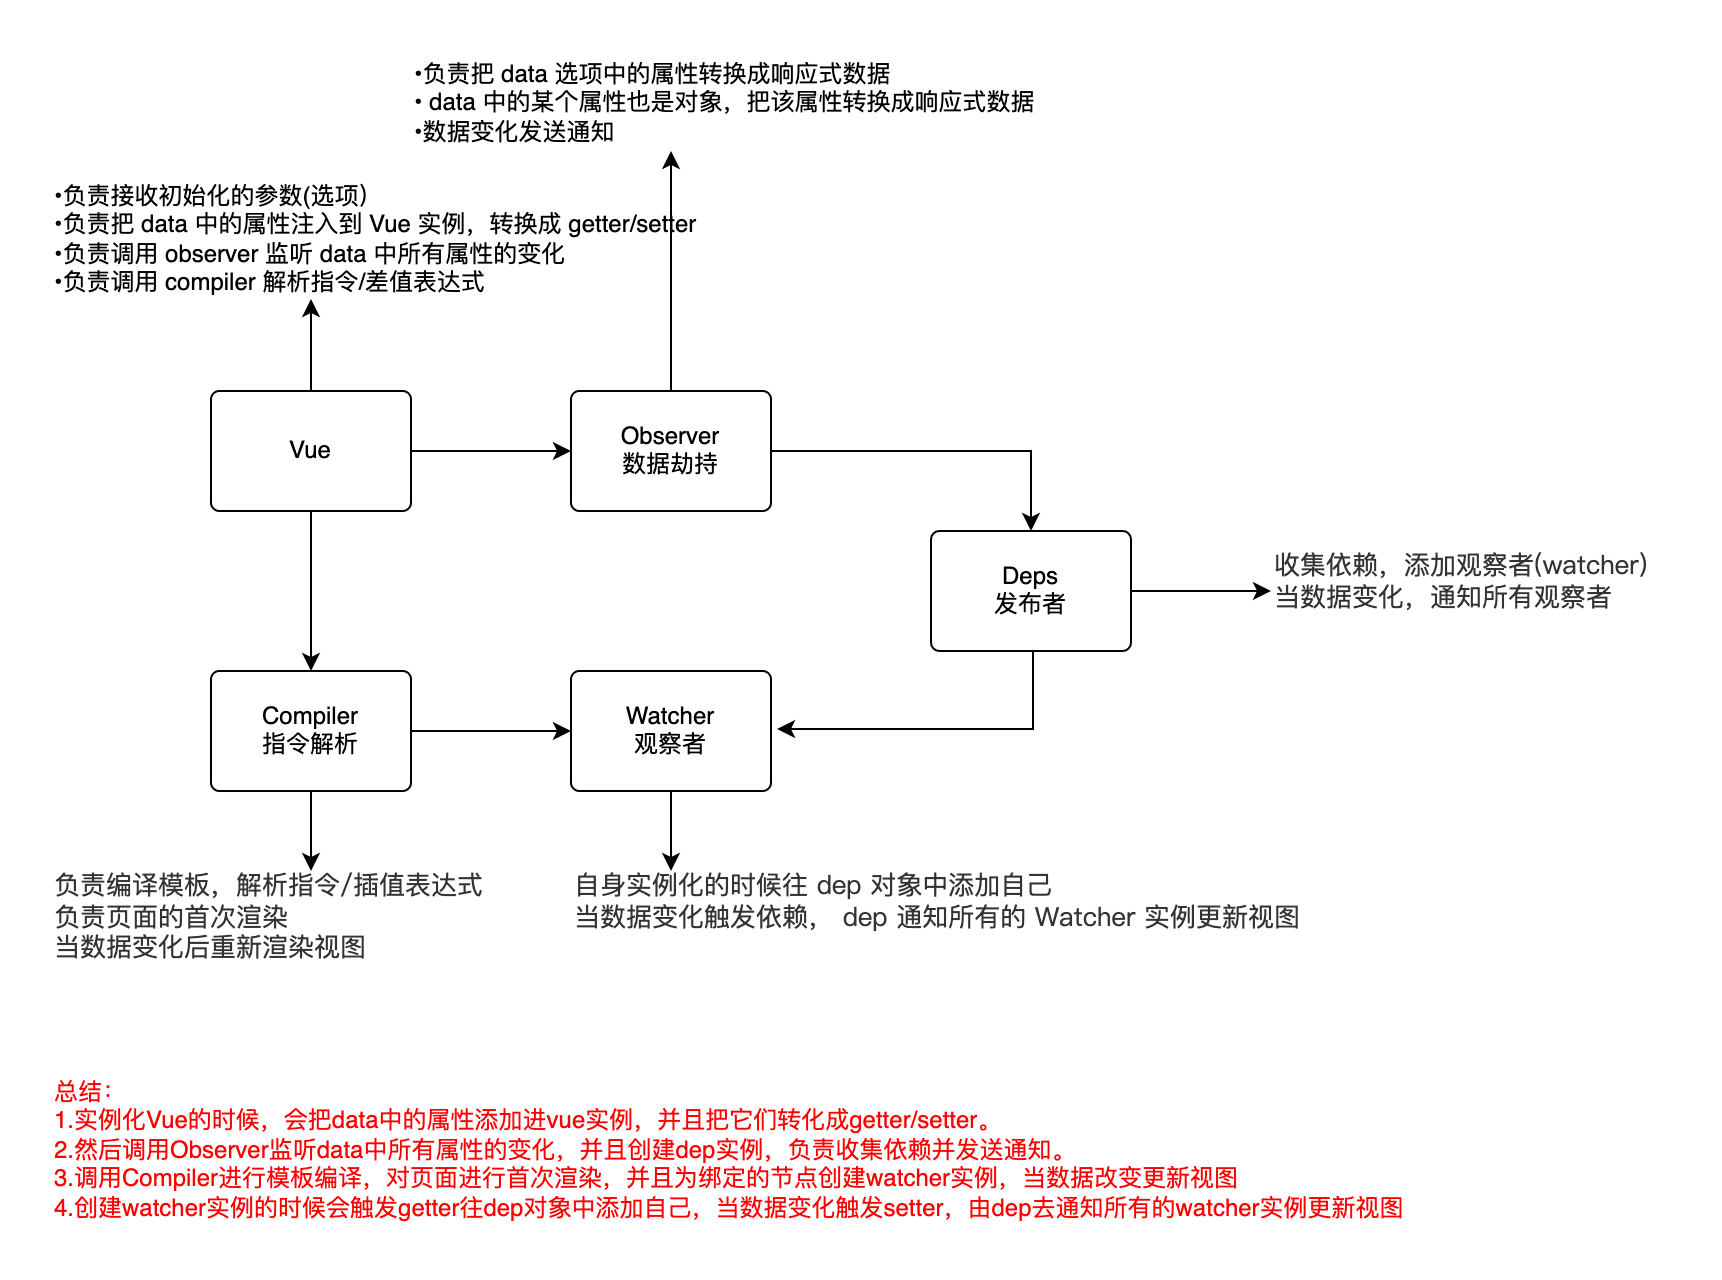 •负责把 data 选项中的属性转换成响应式数据
• data 中的某个属性也是对象，把该属性转换成响应式数据
•数据变化发送通知
•负责接收初始化的参数(选项)
•负责把 data 中的属性注入到 Vue 实例，转换成 getter/setter
•负责调用 observer 监听 data 中所有属性的变化
•负责调用 compiler 解析指令/差值表达式
Vue
Observer
数据劫持
Deps
发布者
收集依赖，添加观察者(watcher)
当数据变化，通知所有观察者
Compiler
指令解析
Watcher
观察者
负责编译模板，解析指令/插值表达式
负责页面的首次渲染
当数据变化后重新渲染视图
自身实例化的时候往 dep 对象中添加自己
当数据变化触发依赖， dep 通知所有的 Watcher 实例更新视图
总结：
1.实例化Vue的时候，会把data中的属性添加进vue实例，并且把它们转化成getter/setter。
2.然后调用Observer监听data中所有属性的变化，并且创建dep实例，负责收集依赖并发送通知。
3.调用Compiler进行模板编译，对页面进行首次渲染，并且为绑定的节点创建watcher实例，当数据改变更新视图
4.创建watcher实例的时候会触发getter往dep对象中添加自己，当数据变化触发setter，由dep去通知所有的watcher实例更新视图